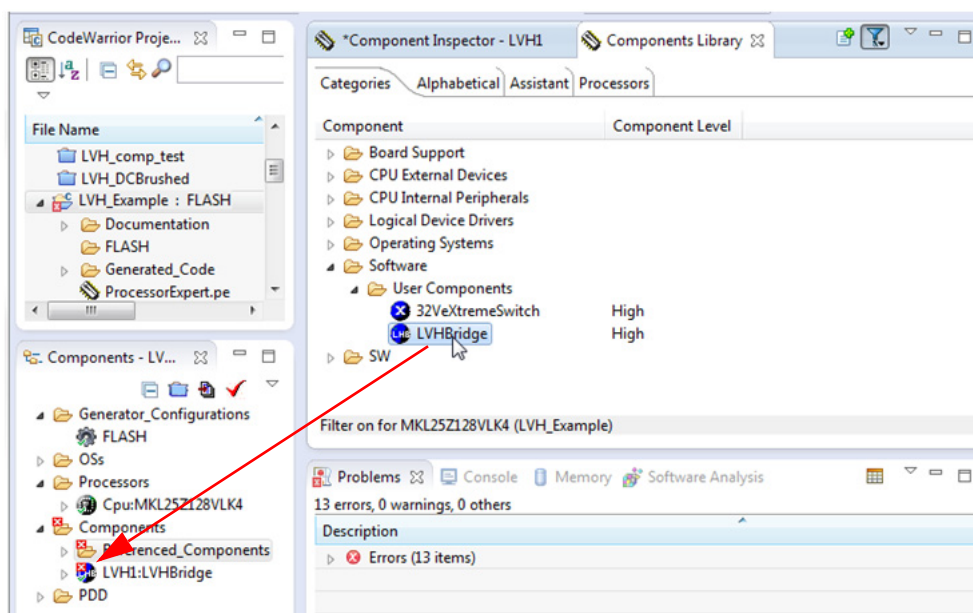 CodeWarrior Proje...
File Name
LVH_comp_test
LVH_DCBrushed
LVH_Example : FLASH
Documentation
FLASH
Generated_Code
ProcessorExpert.pe
Components - LV...
Generator_Configurations
FLASH
OSs
Processors
Cpu:MKL25Z128VLK4
Components
Referenced_Components
LVH1:LVHBridge
PDD
*Component Inspector - LVH1 Components Library
Categories Alphabetical Assistant Processors
Component Component Level
Board Support
CPU External Devices
CPU Internal Peripherals
Logical Device Drivers
Operating Systems
Software
User Components
32VeXtremeSwitch High
LHB LVHBridge High
SW
Filter on for MKL25Z128VLK4 (LVH_Example)
Problems Console Memory Software Analysis
13 errors, 0 warnings, 0 others
Description
Errors (13 items)